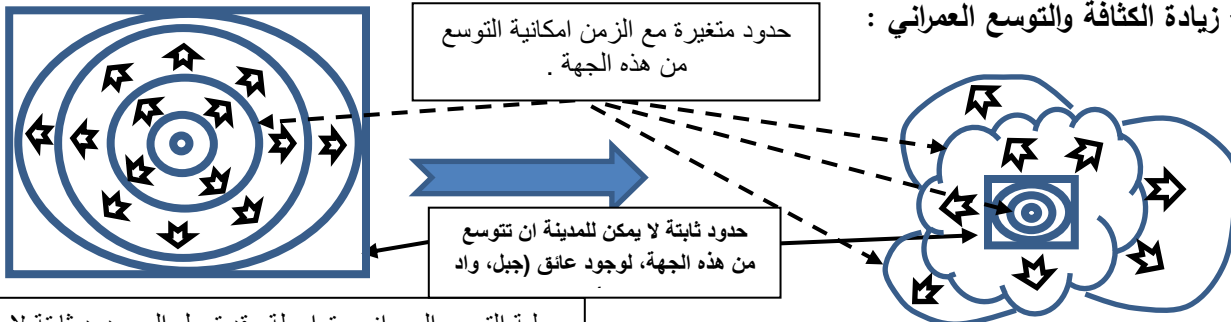 زيادة الكثافة والتوسع العمراني :
حدود متغيرة مع الزمن امكانية التوسع
من هذه الجهة .
حدود ثابتة لا يمكن للمدينة ان تتوسع
من هذه الجهة، لوجود عائق (جبل، واد